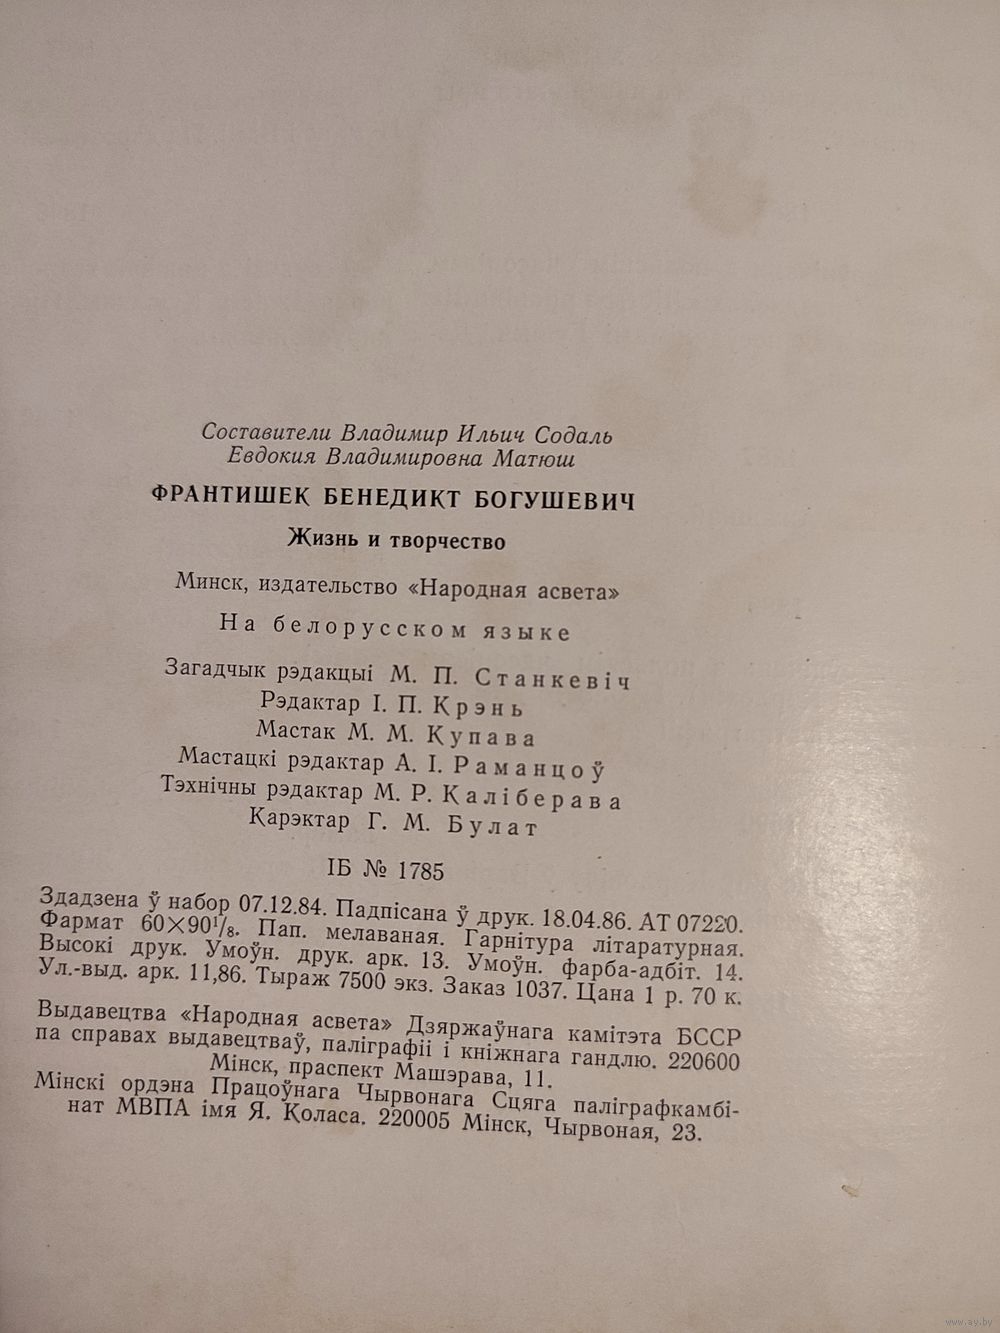 Составители Владимир Ильич Содаль
Евдокия Владимировна Матюш
ФРАНТИШЕК БЕНЕДИКТ БОГУШЕВИЧ
Жизнь и творчество
Минск, издательство «Народная асвета»
На белорусском языке
Загадчык рэдакцыі М. П. Станкевіч
Рэдактар І. П. Крэнь
Мастак М. М. Купава
Мастацкі рэдактар А. І. Раманцоў
Тэхнічны рэдактар М. Р. Каліберава
Карэктар Г. М. Булат
ІБ № 1785
Здадзена ў набор 07.12.84. Падпісана ў друк. 18.04.86. АТ 07220.
Фармат 60×90¹/₈. Пап. мелаваная. Гарнітура літаратурная.
Высокі друк. Умоўн. друк. арк. 13. Умоўн. фарба-адбіт. 14.
Ул.-выд. арк. 11,86. Тыраж 7500 экз. Заказ 1037. Цана 1 р. 70 к.
Выдавецтва «Народная асвета» Дзяржаўнага камітэта БССР
па справах выдавецтваў, паліграфіі і кніжнага гандлю. 220600
Мінск, праспект Машэрава, 11.
Мінскі ордэна Працоўнага Чырвонага Сцяга паліграфкамбі-
нат МВПА імя Я. Коласа. 220005 Мінск, Чырвоная, 23.
www.ay.by